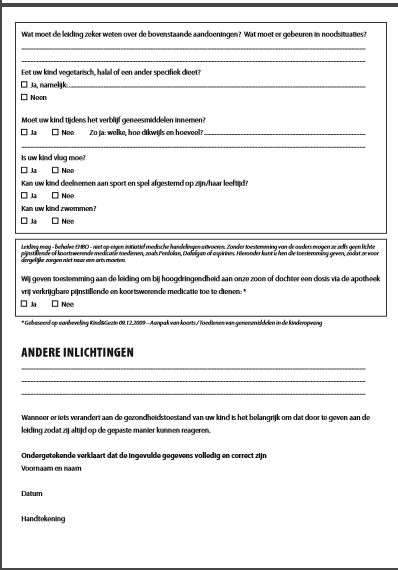 Wat moet de leiding zeker weten over de bovenstaande aandoeningen? Wat moet er gebeuren in noodsituaties?
Eet uw kind vegetarisch, halal of een ander specifiek dieet?
Ja, namelijk:
Neen
Moet uw kind tijdens het verblijf geneesmiddelen innemen?
Ja Nee Zo ja: welke, hoe dikwijls en hoeveel?
Is uw kind vlug moe?
Ja Nee
Kan uw kind deelnemen aan sport en spel afgestemd op zijn/haar leeftijd?
Ja Nee
Kan uw kind zwemmen?
Ja Nee
Leiding mag - behalve EHBO - niet op eigen initiatief medische handelingen uitvoeren. Zonder toestemming van de ouders mogen ze zelfs geen lichte
pijnstillende of koortswerende medicatie toedienen, zoals Perdolan, Dafalgan of aspirines. Hieronder kunt u hen die toestemming geven, zodat ze voor
dergelijke zorgen niet naar een arts moeten.
Wij geven toestemming aan de leiding om bij hoogdringendheid aan onze zoon of dochter een dosis via de apotheek
vrij verkrijgbare pijnstillende en koortswerende medicatie toe te dienen: *
Ja Nee
* Gebaseerd op aanbeveling Kind&Gezin 09.12.2009 – Aanpak van koorts / Toedienen van geneesmiddelen in de kinderopvang
ANDERE INLICHTINGEN
Wanneer er iets verandert aan de gezondheidstoestand van uw kind is het belangrijk om dat door te geven aan de
leiding zodat zij altijd op de gepaste manier kunnen reageren.
Ondergetekende verklaart dat de ingevulde gegevens volledig en correct zijn
Voornaam en naam
Datum
Handtekening